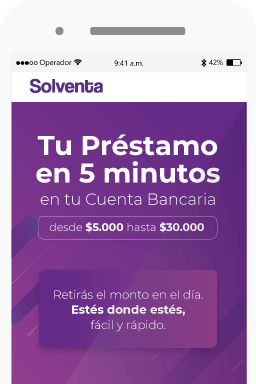 ●●●○○ Operador 9:41 a.m. 42%
Solventa
Tu Préstamo
en 5 minutos
en tu Cuenta Bancaria
desde $5.000 hasta $30.000
Retirás el monto en el día.
Estés donde estés,
fácil y rápido.